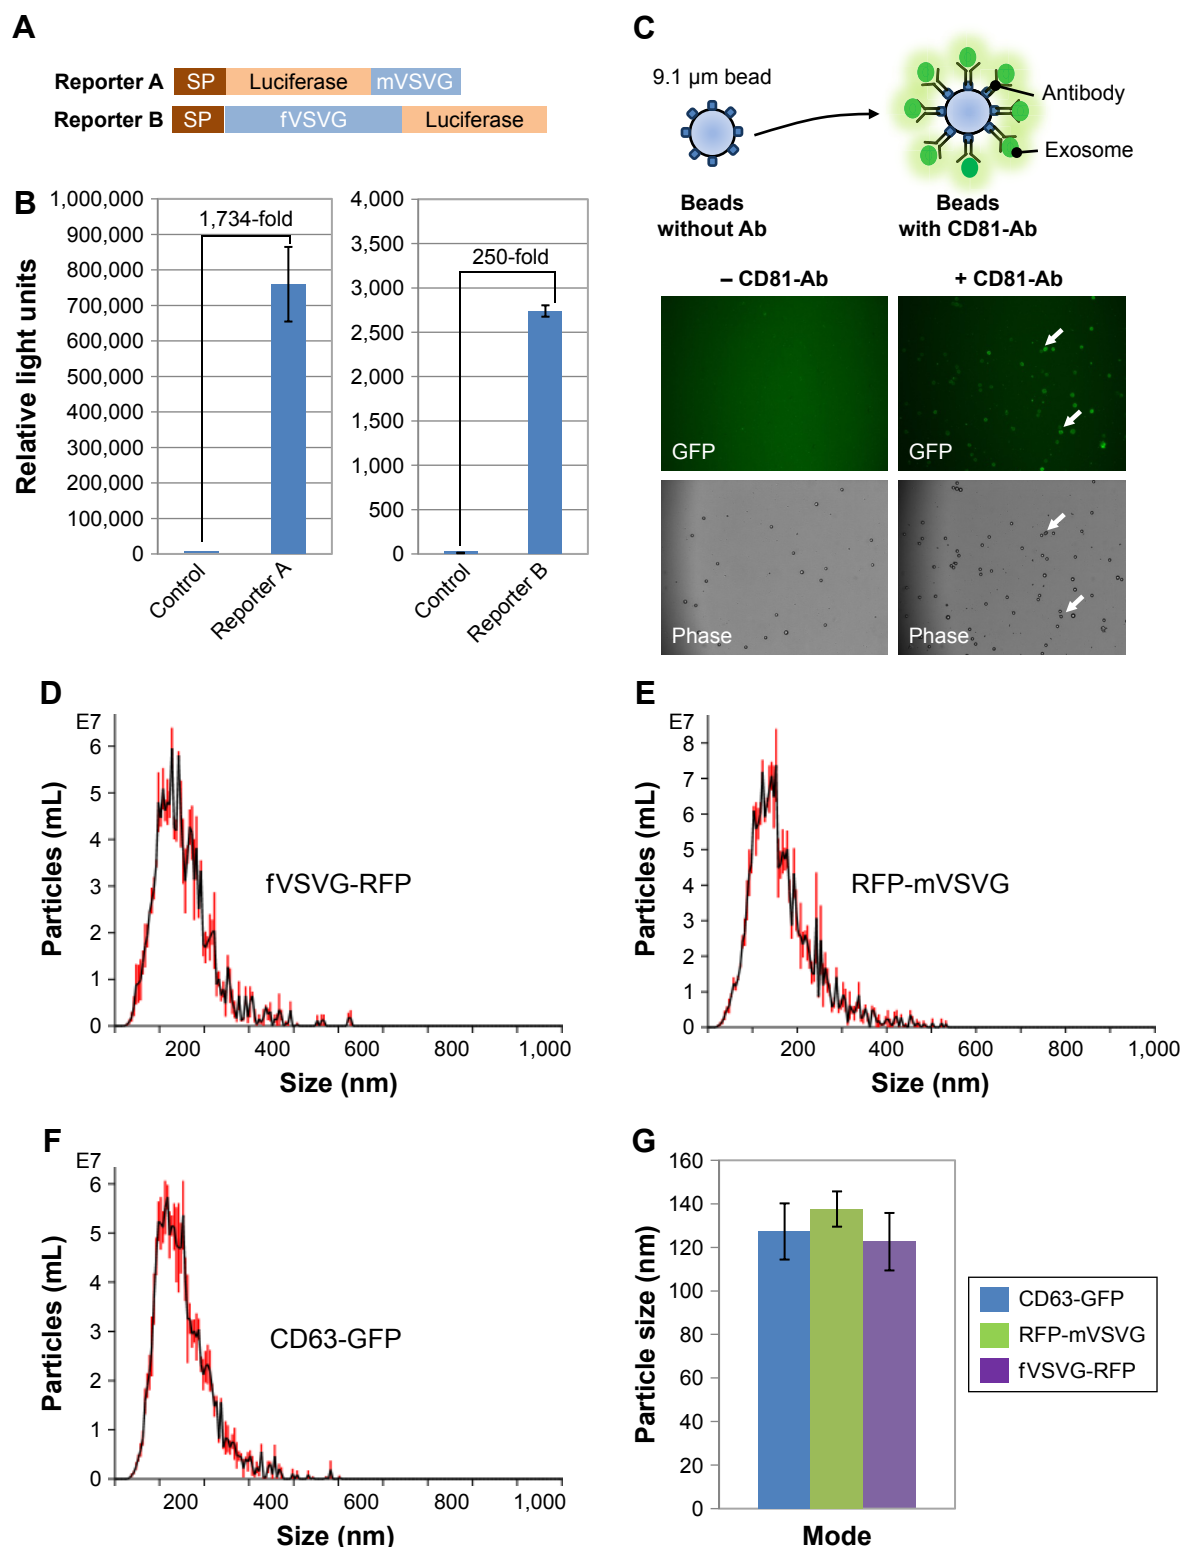 A
Reporter A
SP
Luciferase
mVSVG
Reporter B
SP
fVSVG
Luciferase
B
Relative light units
1,000,000
900,000
800,000
700,000
600,000
500,000
400,000
300,000
200,000
100,000
0
1,734-fold
Control
Reporter A
4,000
3,500
3,000
2,500
2,000
1,500
1,000
500
0
250-fold
Control
Reporter B
C
9.1 µm bead
Antibody
Exosome
Beads
without Ab
Beads
with CD81-Ab
– CD81-Ab
+ CD81-Ab
GFP
GFP
Phase
Phase
D
E7
6
5
4
3
2
1
0
Particles (mL)
fVSVG-RFP
200
400
600
1,000
Size (nm)
E
E7
8
7
6
5
4
3
2
1
0
Particles (mL)
RFP-mVSVG
200
400
600
800
1,000
Size (nm)
F
E7
6
5
4
3
2
1
0
Particles (mL)
CD63-GFP
200
400
600
1,000
Size (nm)
G
160
140
120
100
80
60
40
20
0
Particle size (nm)
Mode
CD63-GFP
RFP-mVSVG
fVSVG-RFP